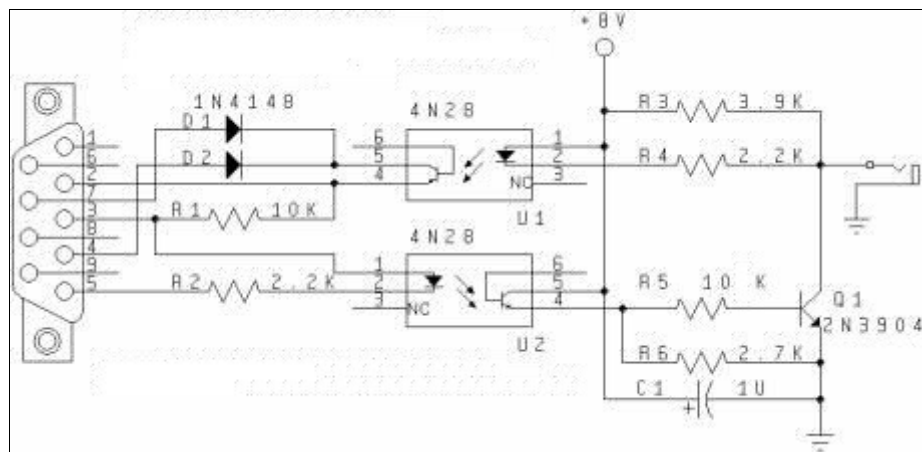 +8V
1N4148
D1
D2
4N28
R3 3.9K
R4 2.2K
1
6
2
7
3
8
4
9
5
6
5
4
1
2
3
NC
U1
R1 10K
4N28
R2 2.2K
1
2
3
NC
6
5
4
U2
R5 10 K
Q1
2N3904
R6 2.7K
C1 1U
+